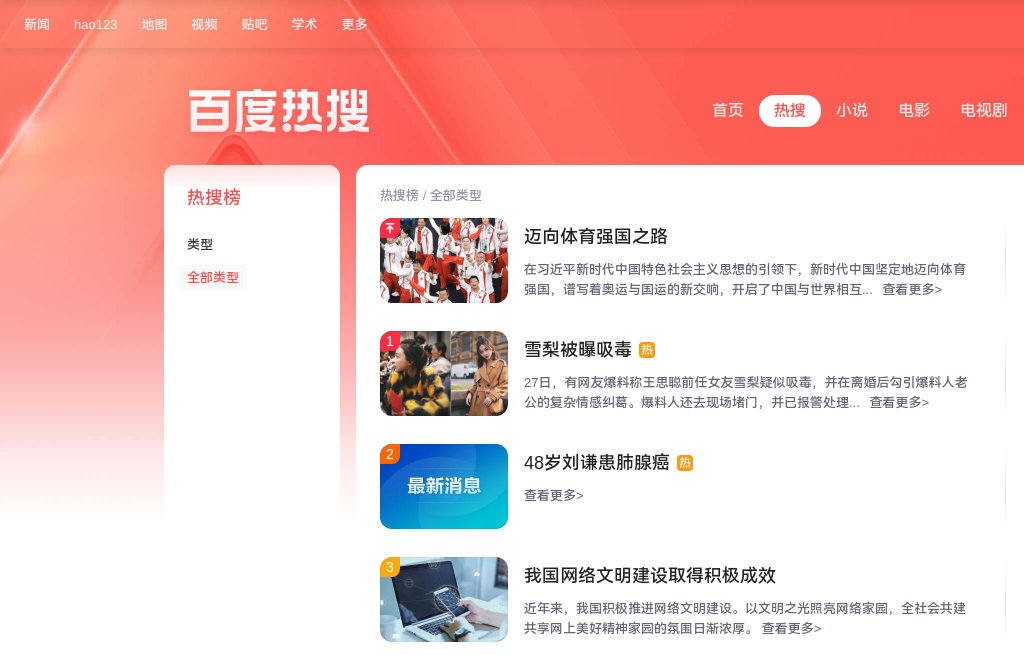 新闻 hao123 地图 视频 贴吧 学术 更多
百度热搜
首页 热搜 小说 电影 电视剧
热搜榜
类型
全部类型
热搜榜 / 全部类型
迈向体育强国之路
在习近平新时代中国特色社会主义思想的引领下，新时代中国坚定地迈向体育
强国，谱写着奥运与国运的新交响，开启了中国与世界相互... 查看更多>
1
雪梨被曝吸毒 热
27日，有网友爆料称王思聪前任女友雪梨疑似吸毒，并在离婚后勾引爆料人老
公的复杂情感纠葛。爆料人还去现场堵门，并已报警处理... 查看更多>
2
最新消息
48岁刘谦患肺腺癌 热
查看更多>
3
我国网络文明建设取得积极成效
近年来，我国积极推进网络文明建设。以文明之光照亮网络家园，全社会共建
共享网上美好精神家园的氛围日渐浓厚。 查看更多>